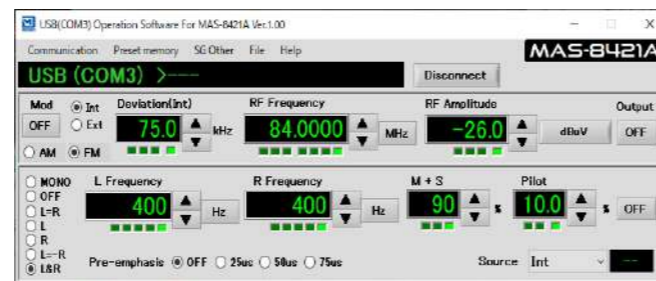 USB(COM3) Operation Software For MAS-8421A Ver.1.00
Communication Preset memory SG Other File Help MAS-8421A
USB (COM3) >---
Disconnect
Mod Int Deviation(Int) RF Frequency RF Amplitude Output
OFF Ext 75.0 kHz 84.0000 MHz -26.0 dBuV OFF
AM FM
MONO L Frequency R Frequency M + S Pilot
OFF
L=R 400 Hz 400 Hz 90 % 10.0 % OFF
L
R
L=-R
L&R Pre-emphasis OFF 25us 50us 75us Source Int --